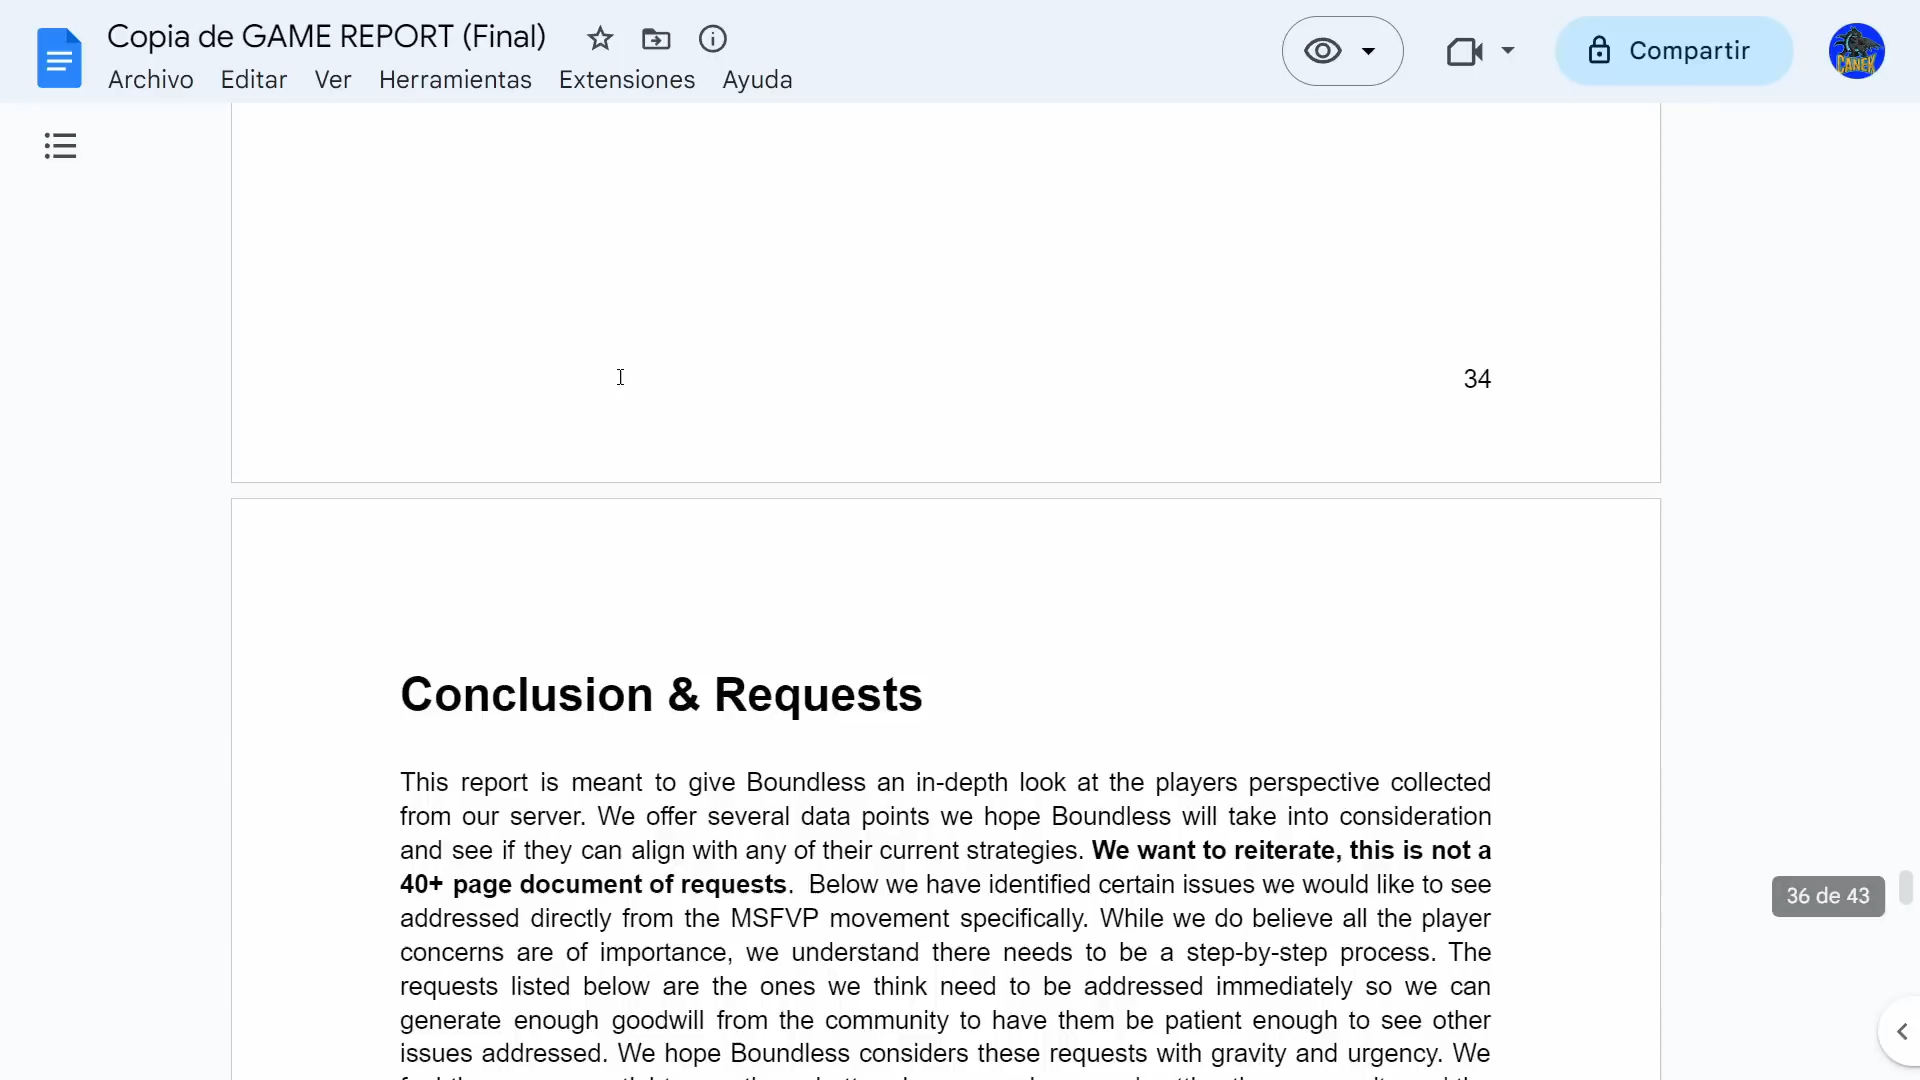 Copia de GAME REPORT (Final)
Archivo Editar Ver Herramientas Extensiones Ayuda
Compartir
CANEK
34
Conclusion & Requests
This report is meant to give Boundless an in-depth look at the players perspective collected
from our server. We offer several data points we hope Boundless will take into consideration
and see if they can align with any of their current strategies. We want to reiterate, this is not a
40+ page document of requests. Below we have identified certain issues we would like to see
addressed directly from the MSFVP movement specifically. While we do believe all the player
concerns are of importance, we understand there needs to be a step-by-step process. The
requests listed below are the ones we think need to be addressed immediately so we can
generate enough goodwill from the community to have them be patient enough to see other
issues addressed. We hope Boundless considers these requests with gravity and urgency. We
36 de 43